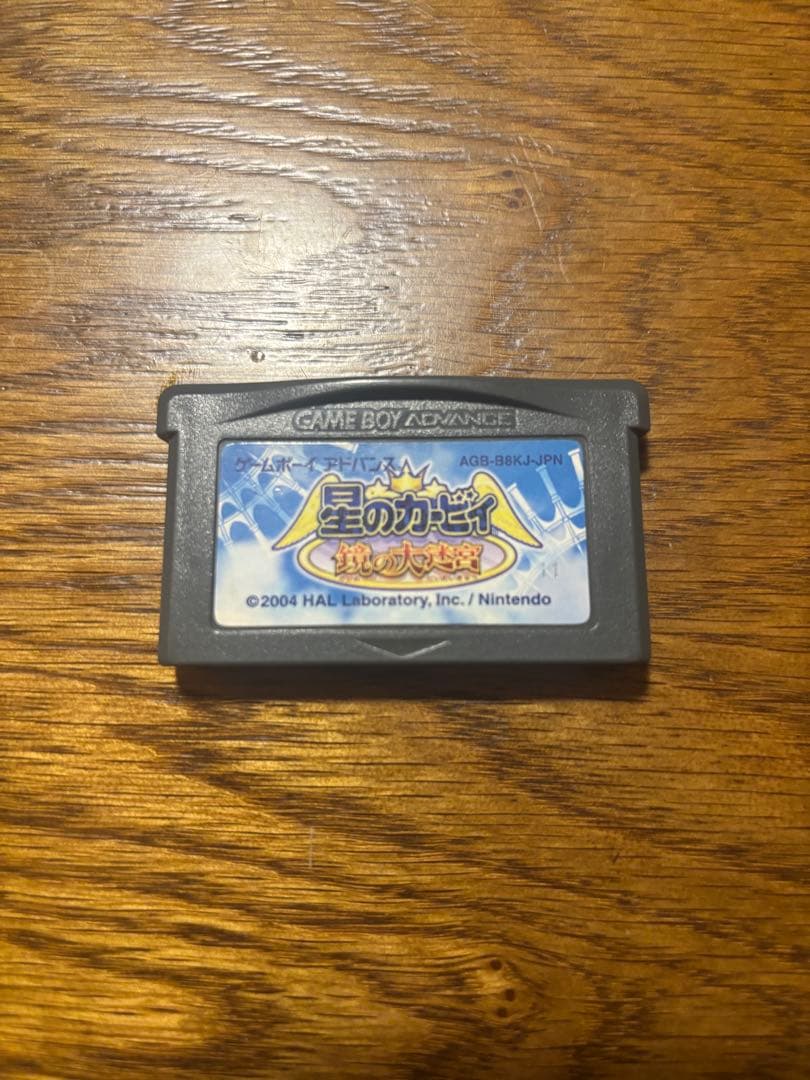 GAME BOY ADVANCE
ゲームボーイ アドバンス AGB-B8KJ-JPN
星のカービィ
鏡の大迷宮
©2004 HAL Laboratory, Inc. / Nintendo